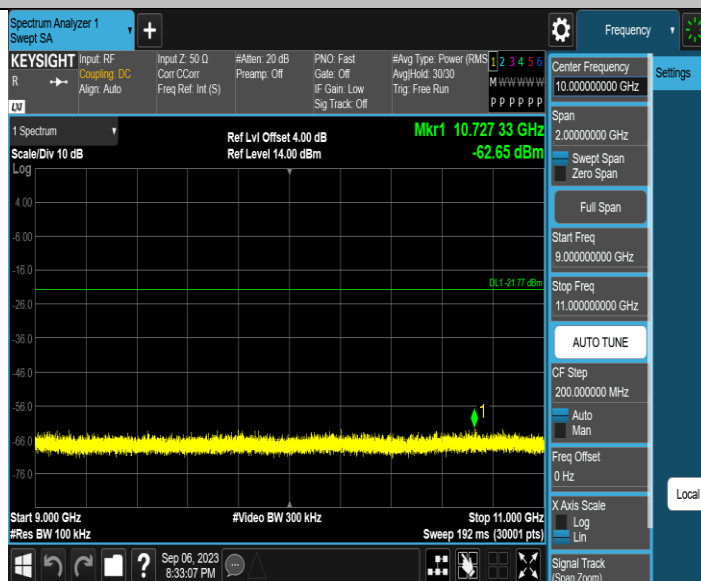 Spectrum Analyzer 1
Swept SA
+
Frequency
KEYSIGHT
R
LXI
Input: RF
Coupling: DC
Align: Auto
Input Z: 50 Ω
Corr CCorr
Freq Ref: Int (S)
#Atten: 20 dB
Preamp: Off
PNO: Fast
Gate: Off
IF Gain: Low
Sig Track: Off
#Avg Type: Power (RMS
Avg|Hold: 30/30
Trig: Free Run
1 2 3 4 5 6
M W W W W W
P P P P P P
1 Spectrum
Scale/Div 10 dB
Log
Ref Lvl Offset 4.00 dB
Ref Level 14.00 dBm
Mkr1 10.727 33 GHz
-62.65 dBm
4.00
-6.00
-16.0
DL1 -21.77 dBm
-26.0
-36.0
-46.0
-56.0
1
-66.0
-76.0
Start 9.000 GHz
#Res BW 100 kHz
#Video BW 300 kHz
Stop 11.000 GHz
Sweep 192 ms (30001 pts)
Center Frequency
10.000000000 GHz
Settings
Span
2.00000000 GHz
Swept Span
Zero Span
Full Span
Start Freq
9.000000000 GHz
Stop Freq
11.000000000 GHz
AUTO TUNE
CF Step
200.000000 MHz
Auto
Man
Freq Offset
0 Hz
Local
X Axis Scale
Log
Lin
Signal Track
(Span Zoom)
?
Sep 06, 2023
8:33:07 PM